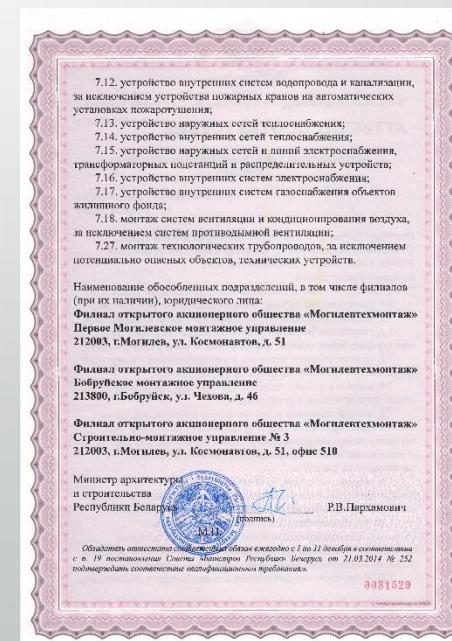 7.12. устройство внутренних систем водопровода и канализации,
за исключением устройства пожарных кранов на автоматических
установках пожаротушения;
7.13. устройство наружных сетей теплоснабжения;
7.14. устройство внутренних сетей теплоснабжения;
7.15. устройство наружных сетей и линий электроснабжения,
трансформаторных подстанций и распределительных устройств;
7.16. устройство внутренних систем электроснабжения;
7.17. устройство внутренних систем газоснабжения объектов
жилищного фонда;
7.18. монтаж систем вентиляции и кондиционирования воздуха,
за исключением систем противодымной вентиляции;
7.27. монтаж технологических трубопроводов, за исключением
потенциально опасных объектов, технических устройств.
Наименование обособленных подразделений, в том числе филиалов
(при их наличии), юридического лица:
Филиал открытого акционерного общества «Могилевтехмонтаж»
Первое Могилевское монтажное управление
212003, г.Могилев, ул. Космонавтов, д. 51
Филиал открытого акционерного общества «Могилевтехмонтаж»
Бобруйское монтажное управление
213800, г.Бобруйск, ул. Чехова, д. 46
Филиал открытого акционерного общества «Могилевтехмонтаж»
Строительно-монтажное управление № 3
212003, г.Могилев, ул. Космонавтов, д. 51, офис 510
Министр архитектуры
и строительства
Республики Беларусь Р.В.Пархамович
(подпись)
М.П.
Обладатель аттестата соответствия обязан ежегодно с 1 по 31 декабря в соответствии
с п. 19 постановления Совета Министров Республики Беларусь от 21.03.2014 № 252
подтверждать соответствие квалификационным требованиям.
0031529